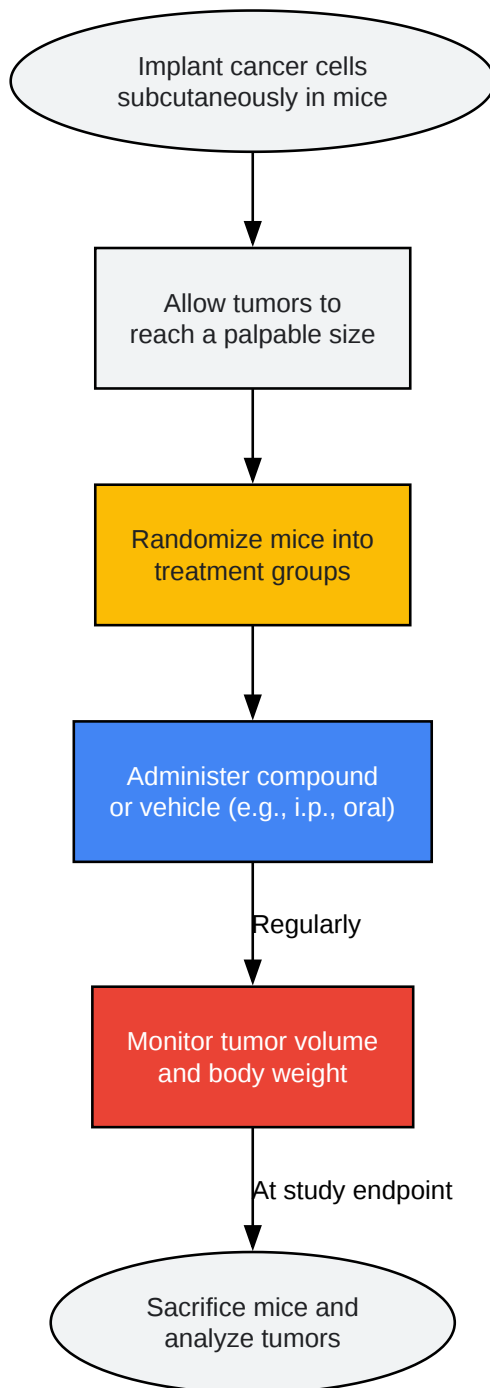 Implant cancer cells
subcutaneously in mice
Allow tumors to
reach a palpable size
Randomize mice into
treatment groups
Administer compound
or vehicle (e.g., i.p., oral)
Regularly
Monitor tumor volume
and body weight
At study endpoint
Sacrifice mice and
analyze tumors